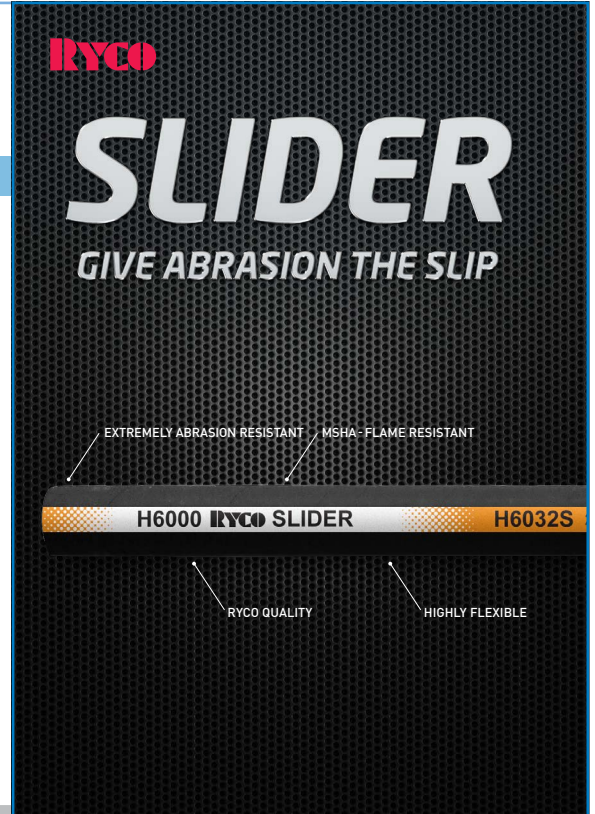 RYCO
SLIDER
GIVE ABRASION THE SLIP
EXTREMELY ABRASION RESISTANT
MSHA - FLAME RESISTANT
H6000 RYCO SLIDER
H6032S
RYCO QUALITY
HIGHLY FLEXIBLE